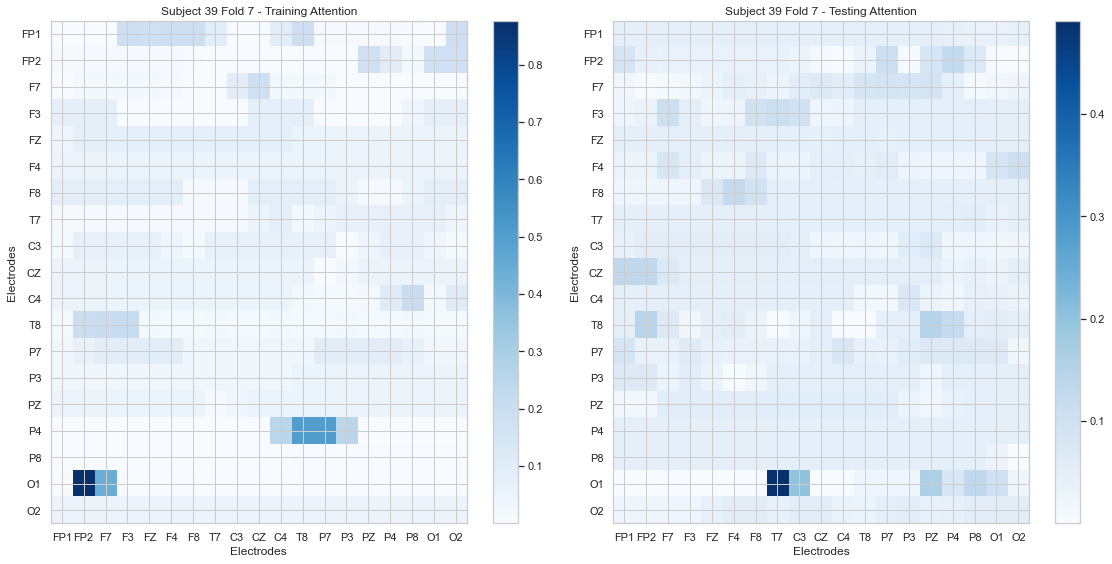 Subject 39 Fold 7 - Training Attention
FP1
FP2
F7
F3
FZ
F4
F8
T7
C3
CZ
C4
T8
P7
P3
PZ
P4
P8
O1
O2
Electrodes
FP1 FP2 F7 F3 FZ F4 F8 T7 C3 CZ C4 T8 P7 P3 PZ P4 P8 O1 O2
Electrodes
0.8
0.7
0.6
0.5
0.4
0.3
0.2
0.1
Subject 39 Fold 7 - Testing Attention
FP1
FP2
F7
F3
FZ
F4
F8
T7
C3
CZ
C4
T8
P7
P3
PZ
P4
P8
O1
O2
Electrodes
FP1 FP2 F7 F3 FZ F4 F8 T7 C3 CZ C4 T8 P7 P3 PZ P4 P8 O1 O2
Electrodes
0.4
0.3
0.2
0.1